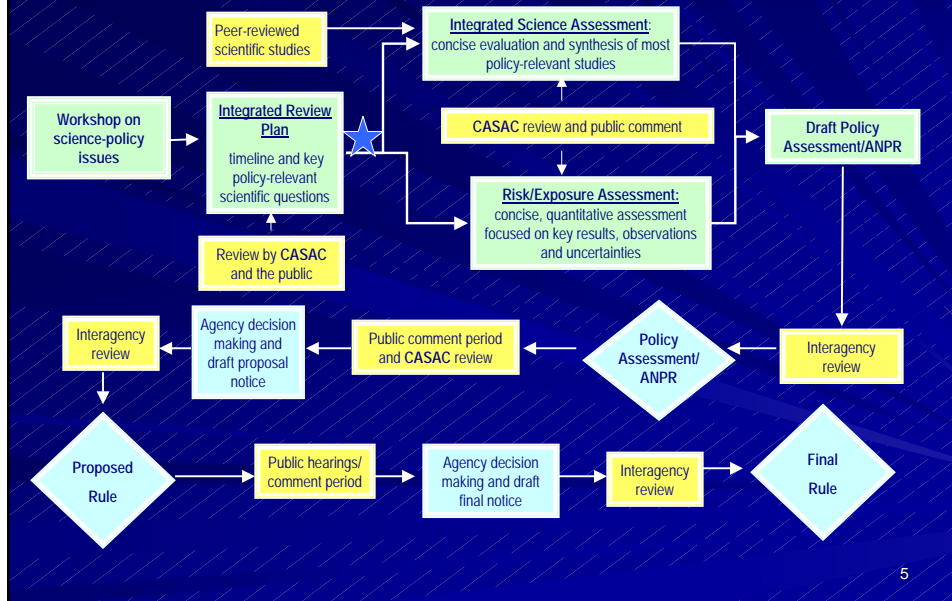 Peer-reviewed
scientific studies
Integrated Science Assessment:
concise evaluation and synthesis of most
policy-relevant studies
Workshop on
science-policy
issues
Integrated Review
Plan
timeline and key
policy-relevant
scientific questions
CASAC review and public comment
Draft Policy
Assessment/ANPR
Risk/Exposure Assessment:
concise, quantitative assessment
focused on key results, observations
and uncertainties
Review by CASAC
and the public
Interagency
review
Agency decision
making and
draft proposal
notice
Public comment period
and CASAC review
Policy
Assessment/
ANPR
Interagency
review
Proposed
Rule
Public hearings/
comment period
Agency decision
making and draft
final notice
Interagency
review
Final
Rule
5